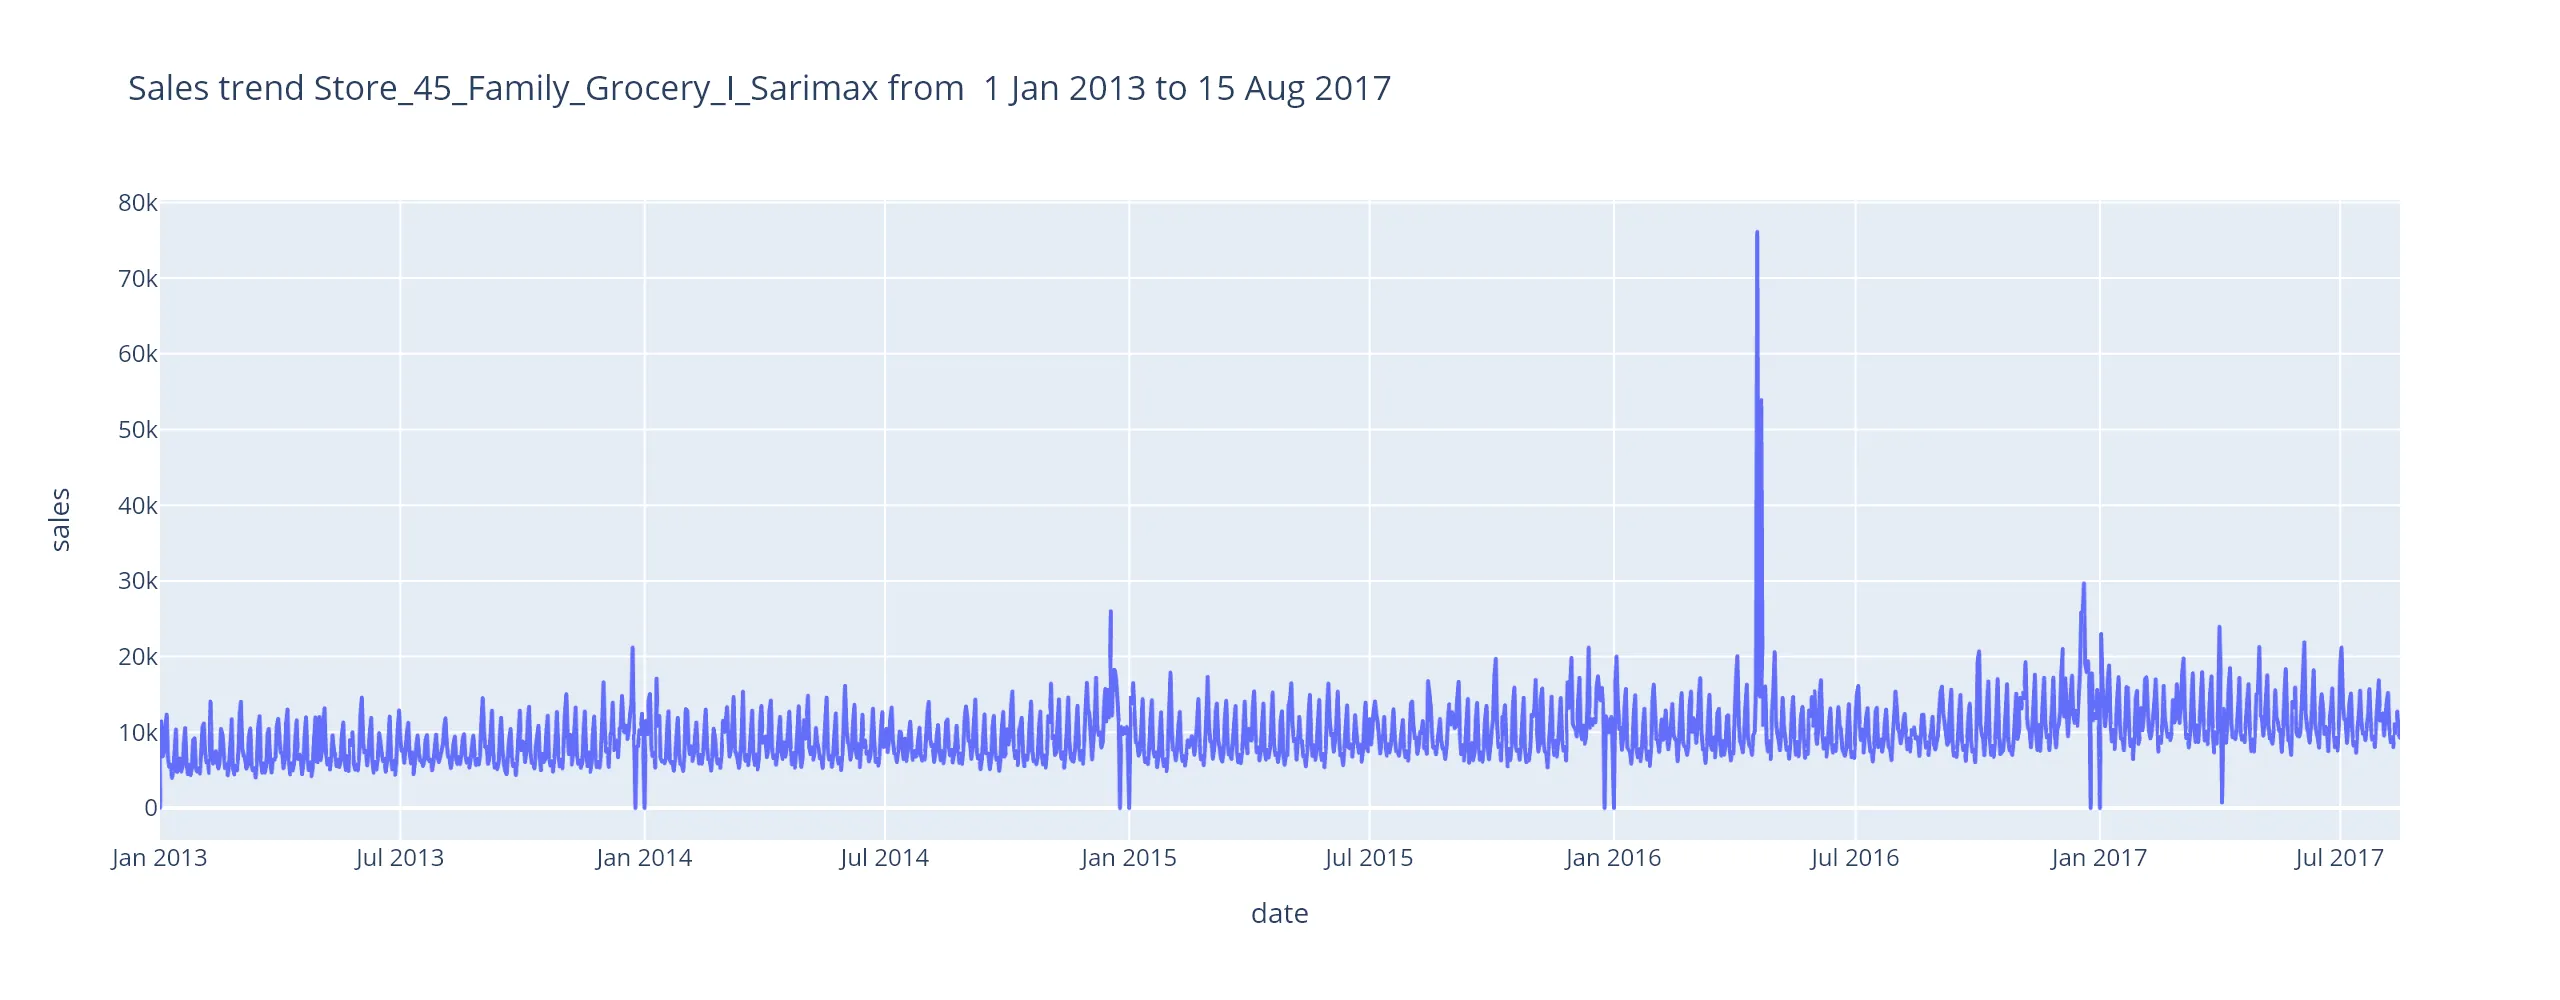 Sales trend Store_45_Family_Grocery_I_Sarimax from  1 Jan 2013 to 15 Aug 2017
80k
70k
60k
50k
40k
30k
20k
10k
0
sales
Jan 2013
Jul 2013
Jan 2014
Jul 2014
Jan 2015
Jul 2015
Jan 2016
Jul 2016
Jan 2017
Jul 2017
date